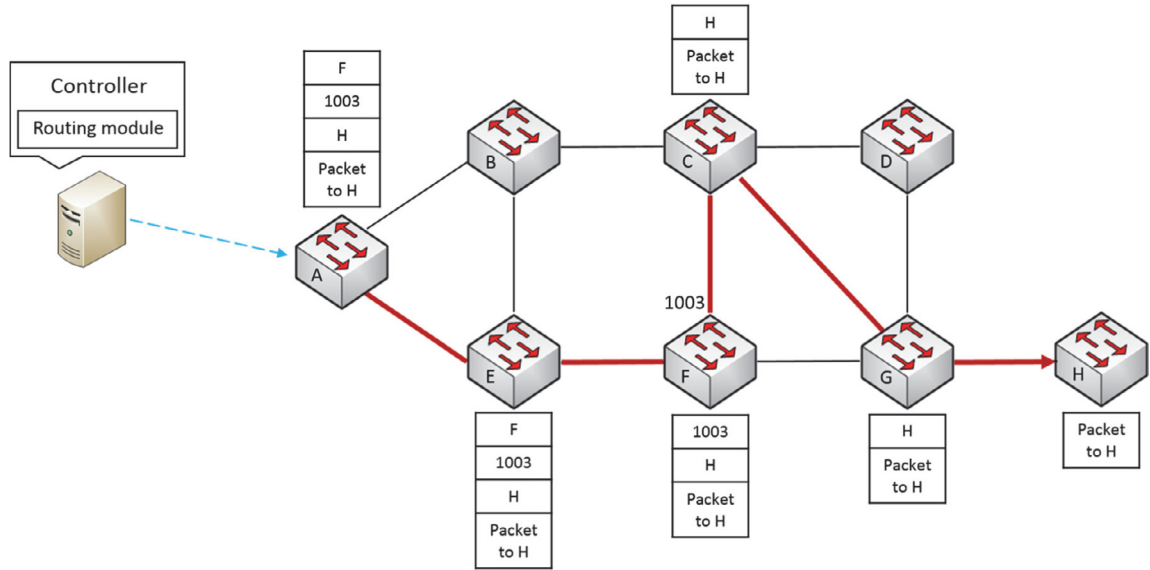 Controller
Routing module
F
1003
H
Packet
to H
A
B
H
Packet
to H
C
D
E
F
1003
H
Packet
to H
1003
F
1003
H
Packet
to H
G
H
Packet
to H
H
Packet
to H